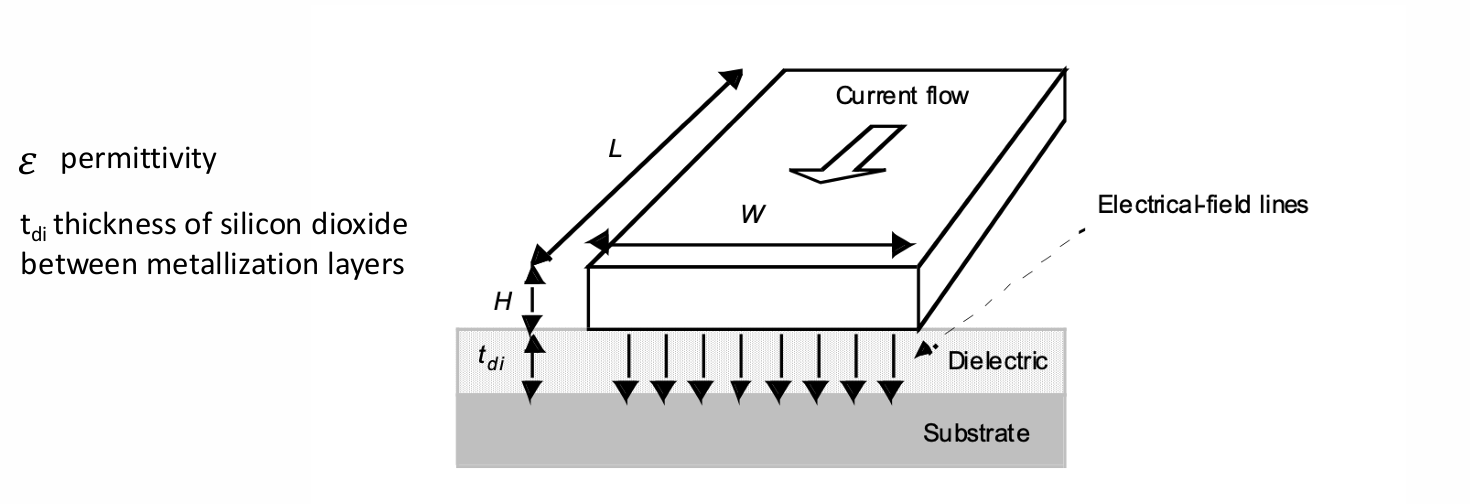 ε permittivity
t_di thickness of silicon dioxide
between metallization layers
Current flow
L
W
Electrical-field lines
H
t_di
Dielectric
Substrate